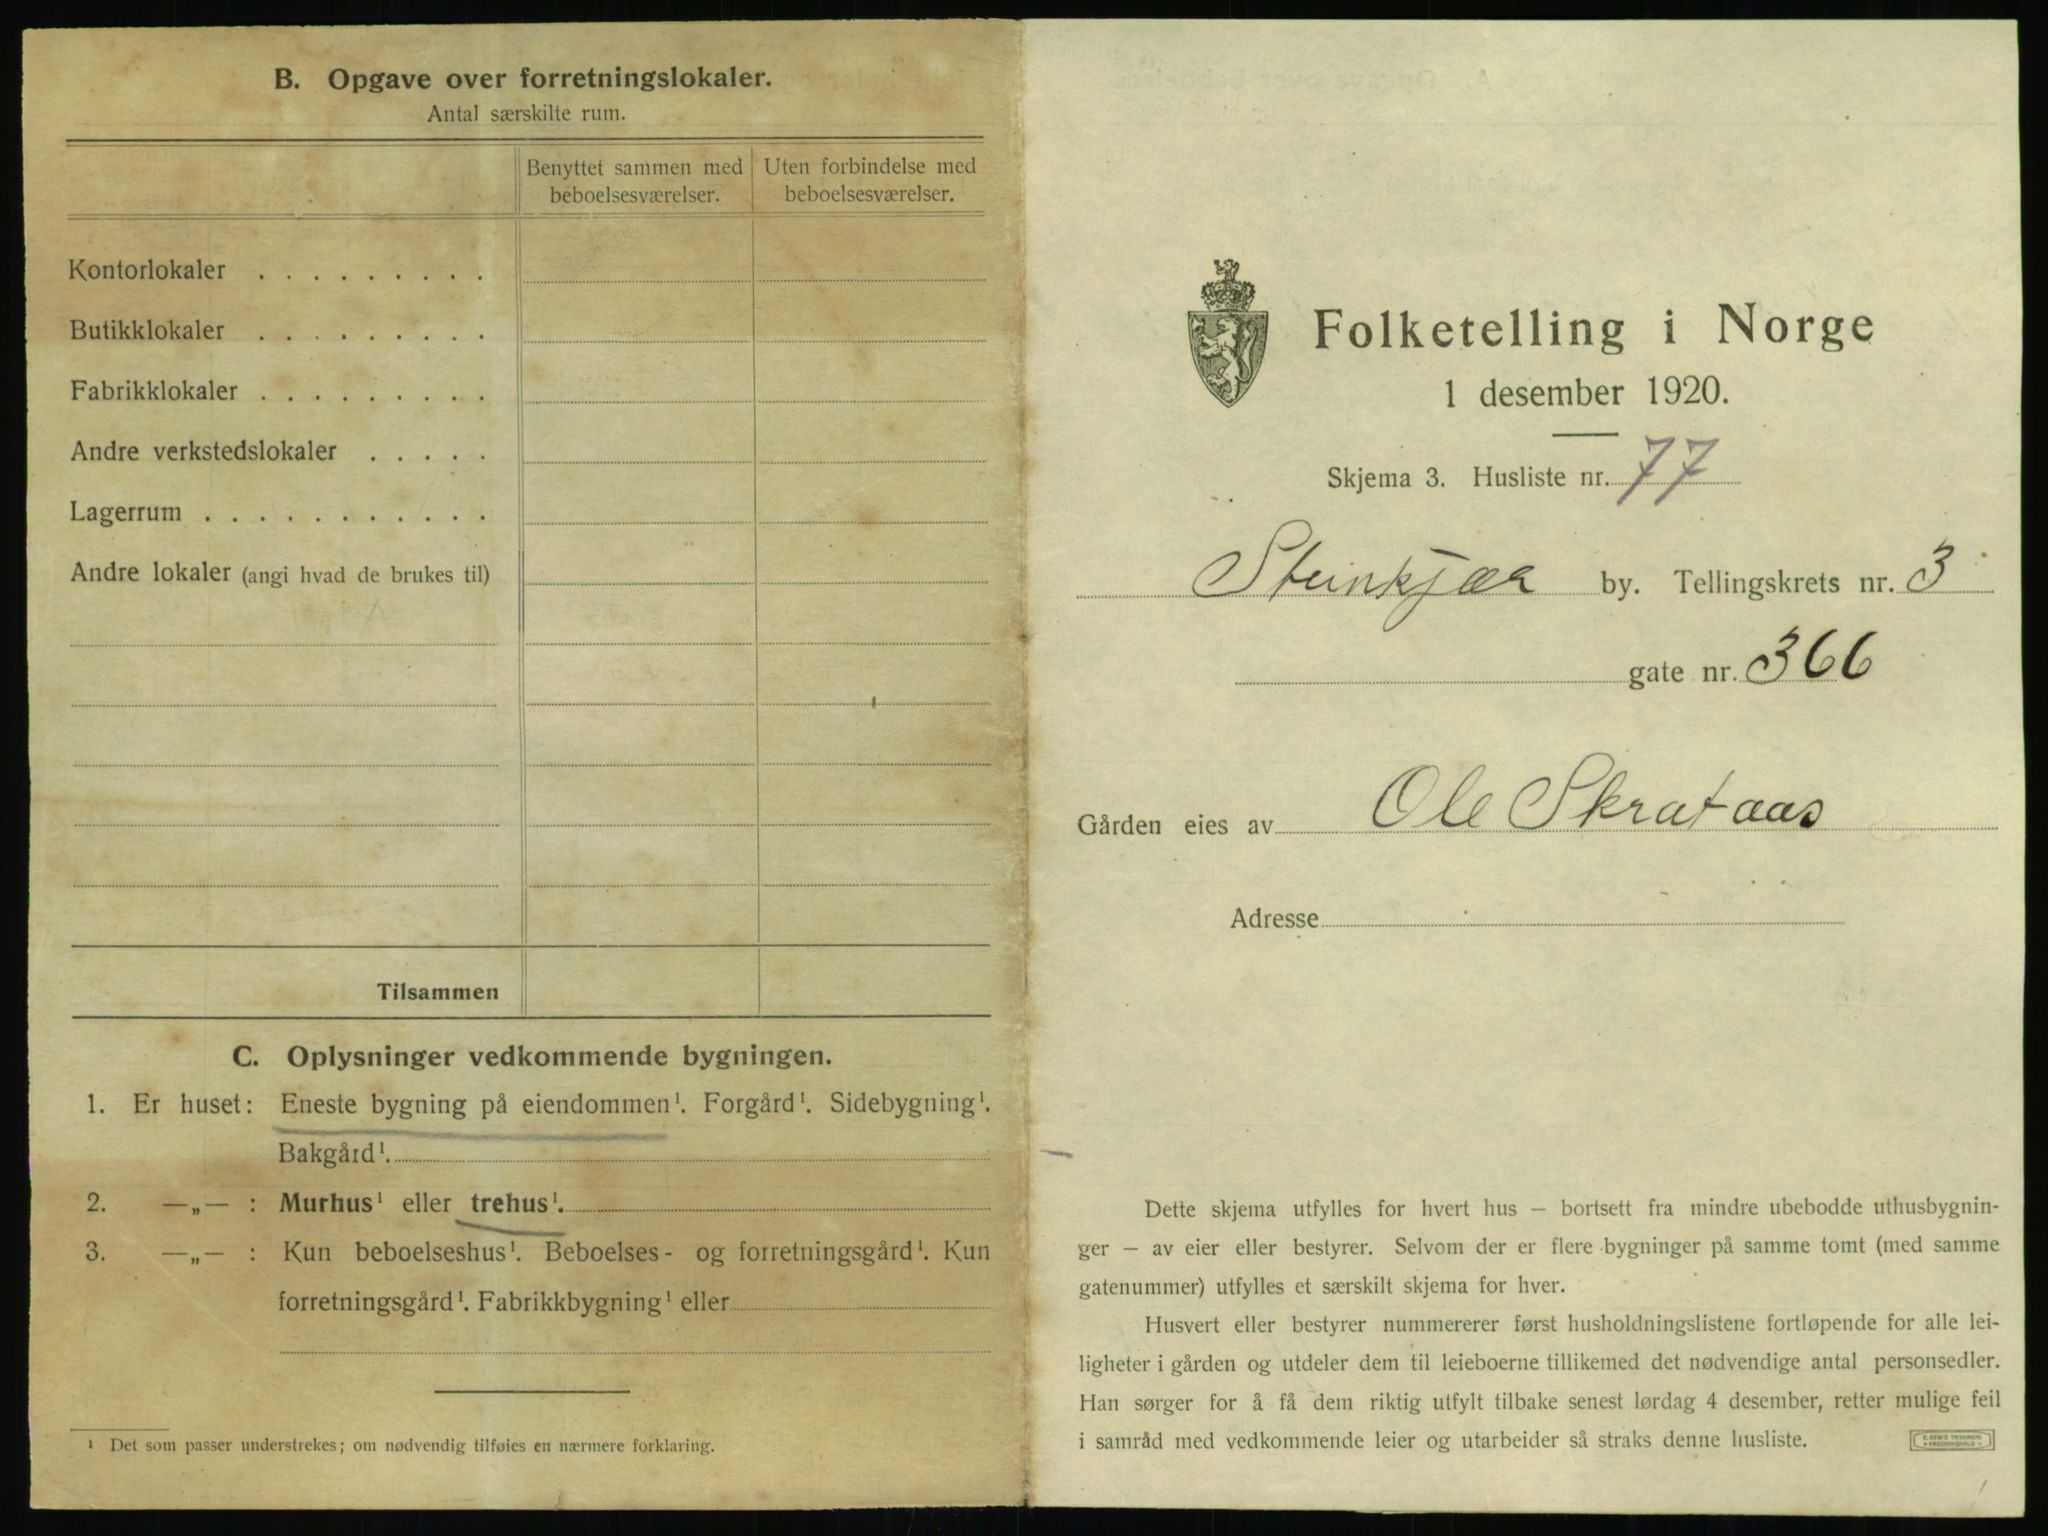 B. Opgave over forretningslokaler.
Antal særskilte rum.
Benyttet sammen med beboelsesværelser.
Uten forbindelse med beboelsesværelser.
Kontorlokaler . . . . . . . . .
Butikklokaler . . . . . . . . .
Fabrikklokaler . . . . . . . . .
Andre verkstedslokaler . . . . .
Lagerrum . . . . . . . . . . .
Andre lokaler (angi hvad de brukes til)
Tilsammen
C. Oplysninger vedkommende bygningen.
1. Er huset: Eneste bygning på eiendommen¹. Forgård¹. Sidebygning¹.
Bakgård¹.
2. —„— : Murhus¹ eller trehus¹.
3. —„— : Kun beboelseshus¹. Beboelses- og forretningsgård¹. Kun
forretningsgård¹. Fabrikkbygning¹ eller
¹ Det som passer understrekes; om nødvendig tilføies en nærmere forklaring.
Folketelling i Norge
1 desember 1920.
Skjema 3. Husliste nr. 77
Steinkjær by. Tellingskrets nr. 3
gate nr. 366
Gården eies av Ole Skrataas
Adresse
Dette skjema utfylles for hvert hus — bortsett fra mindre ubebodde uthusbygnin-
ger — av eier eller bestyrer. Selvom der er flere bygninger på samme tomt (med samme
gatenummer) utfylles et særskilt skjema for hver.
Husvert eller bestyrer nummererer først husholdningslistene fortløpende for alle lei-
ligheter i gården og utdeler dem til leieboerne tillikemed det nødvendige antal personsedler.
Han sørger for å få dem riktig utfylt tilbake senest lørdag 4 desember, retter mulige feil
i samråd med vedkommende leier og utarbeider så straks denne husliste.
E. SEM'S TRYKKERI
FREDRIKSHALD